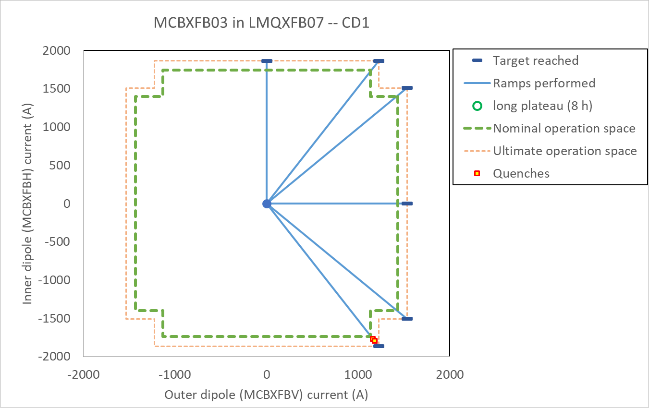 MCBXFB03 in LMQXFB07 -- CD1
2000
1500
1000
500
0
-500
-1000
-1500
-2000
-2000
-1000
0
1000
2000
Inner dipole (MCBXFBH) current (A)
Outer dipole (MCBXFBV) current (A)
Target reached
Ramps performed
long plateau (8 h)
Nominal operation space
Ultimate operation space
Quenches